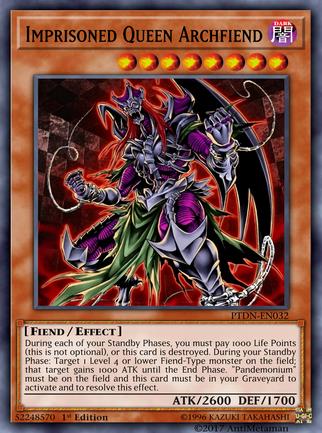 IMPRISONED QUEEN ARCHFIEND
DARK
闇
PTDN-EN032
[FIEND / EFFECT]
During each of your Standby Phases, you must pay 1000 Life Points
(this is not optional), or this card is destroyed. During your Standby
Phase: Target 1 Level 4 or lower Fiend-Type monster on the field;
that target gains 1000 ATK until the End Phase. "Pandemonium"
must be on the field and this card must be in your Graveyard to
activate and to resolve this effect.
ATK/2600 DEF/1700
52248570 1st Edition ©1996 KAZUKI TAKAHASHI
©2017 AntiMetaman